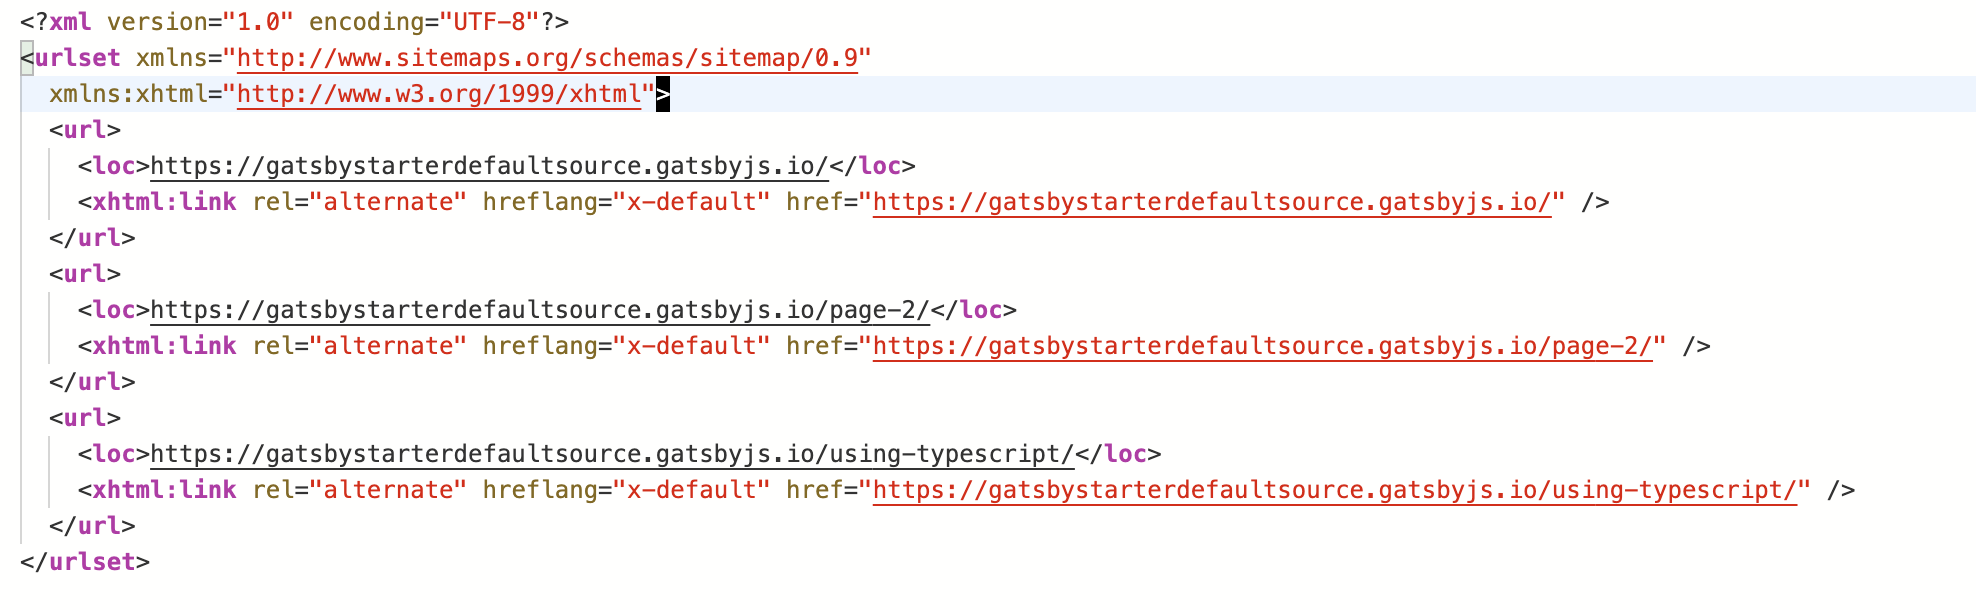 <?xml version="1.0" encoding="UTF-8"?>
<urlset xmlns="http://www.sitemaps.org/schemas/sitemap/0.9"
  xmlns:xhtml="http://www.w3.org/1999/xhtml">
  <url>
    <loc>https://gatsbystarterdefaultsource.gatsbyjs.io/</loc>
    <xhtml:link rel="alternate" hreflang="x-default" href="https://gatsbystarterdefaultsource.gatsbyjs.io/" />
  </url>
  <url>
    <loc>https://gatsbystarterdefaultsource.gatsbyjs.io/page-2/</loc>
    <xhtml:link rel="alternate" hreflang="x-default" href="https://gatsbystarterdefaultsource.gatsbyjs.io/page-2/" />
  </url>
  <url>
    <loc>https://gatsbystarterdefaultsource.gatsbyjs.io/using-typescript/</loc>
    <xhtml:link rel="alternate" hreflang="x-default" href="https://gatsbystarterdefaultsource.gatsbyjs.io/using-typescript/" />
  </url>
</urlset>